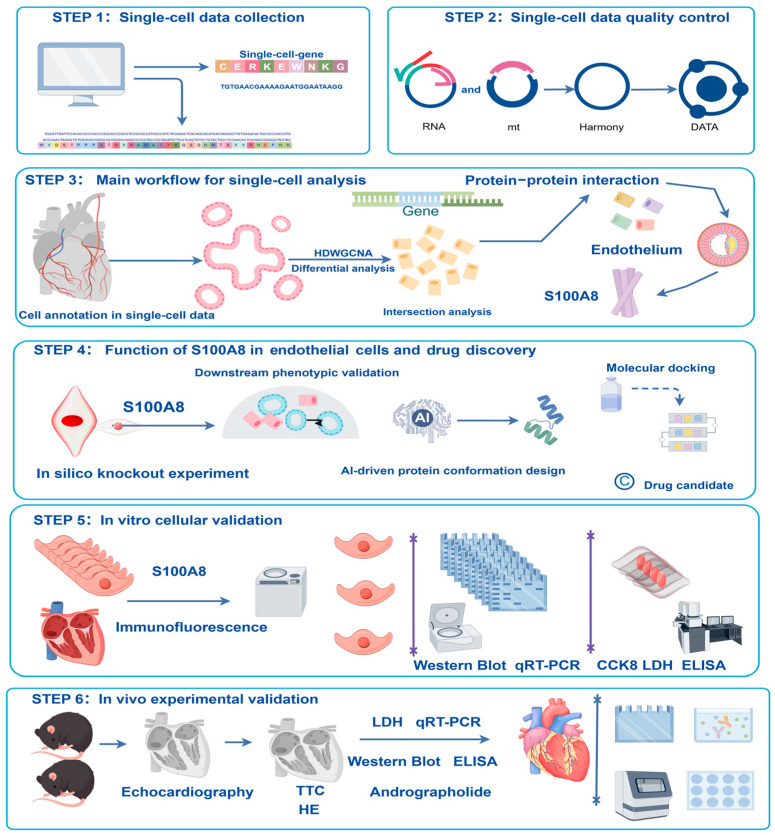 STEP 1: Single-cell data collection
Single-cell-gene
C E R K E W N K G
TGTGAACGAAAAGAATGGAATAAGG
STEP 2: Single-cell data quality control
and
RNA
mt
Harmony
DATA
STEP 3: Main workflow for single-cell analysis
Protein-protein interaction
Gene
HDWGCNA
Differential analysis
Endothelium
S100A8
Cell annotation in single-cell data
Intersection analysis
STEP 4: Function of S100A8 in endothelial cells and drug discovery
Downstream phenotypic validation
Molecular docking
S100A8
AI
In silico knockout experiment
AI-driven protein conformation design
C
Drug candidate
STEP 5: In vitro cellular validation
S100A8
Immunofluorescence
Western Blot qRT-PCR
CCK8 LDH ELISA
STEP 6: In vivo experimental validation
LDH qRT-PCR
Western Blot ELISA
Echocardiography
TTC
HE
Andrographolide